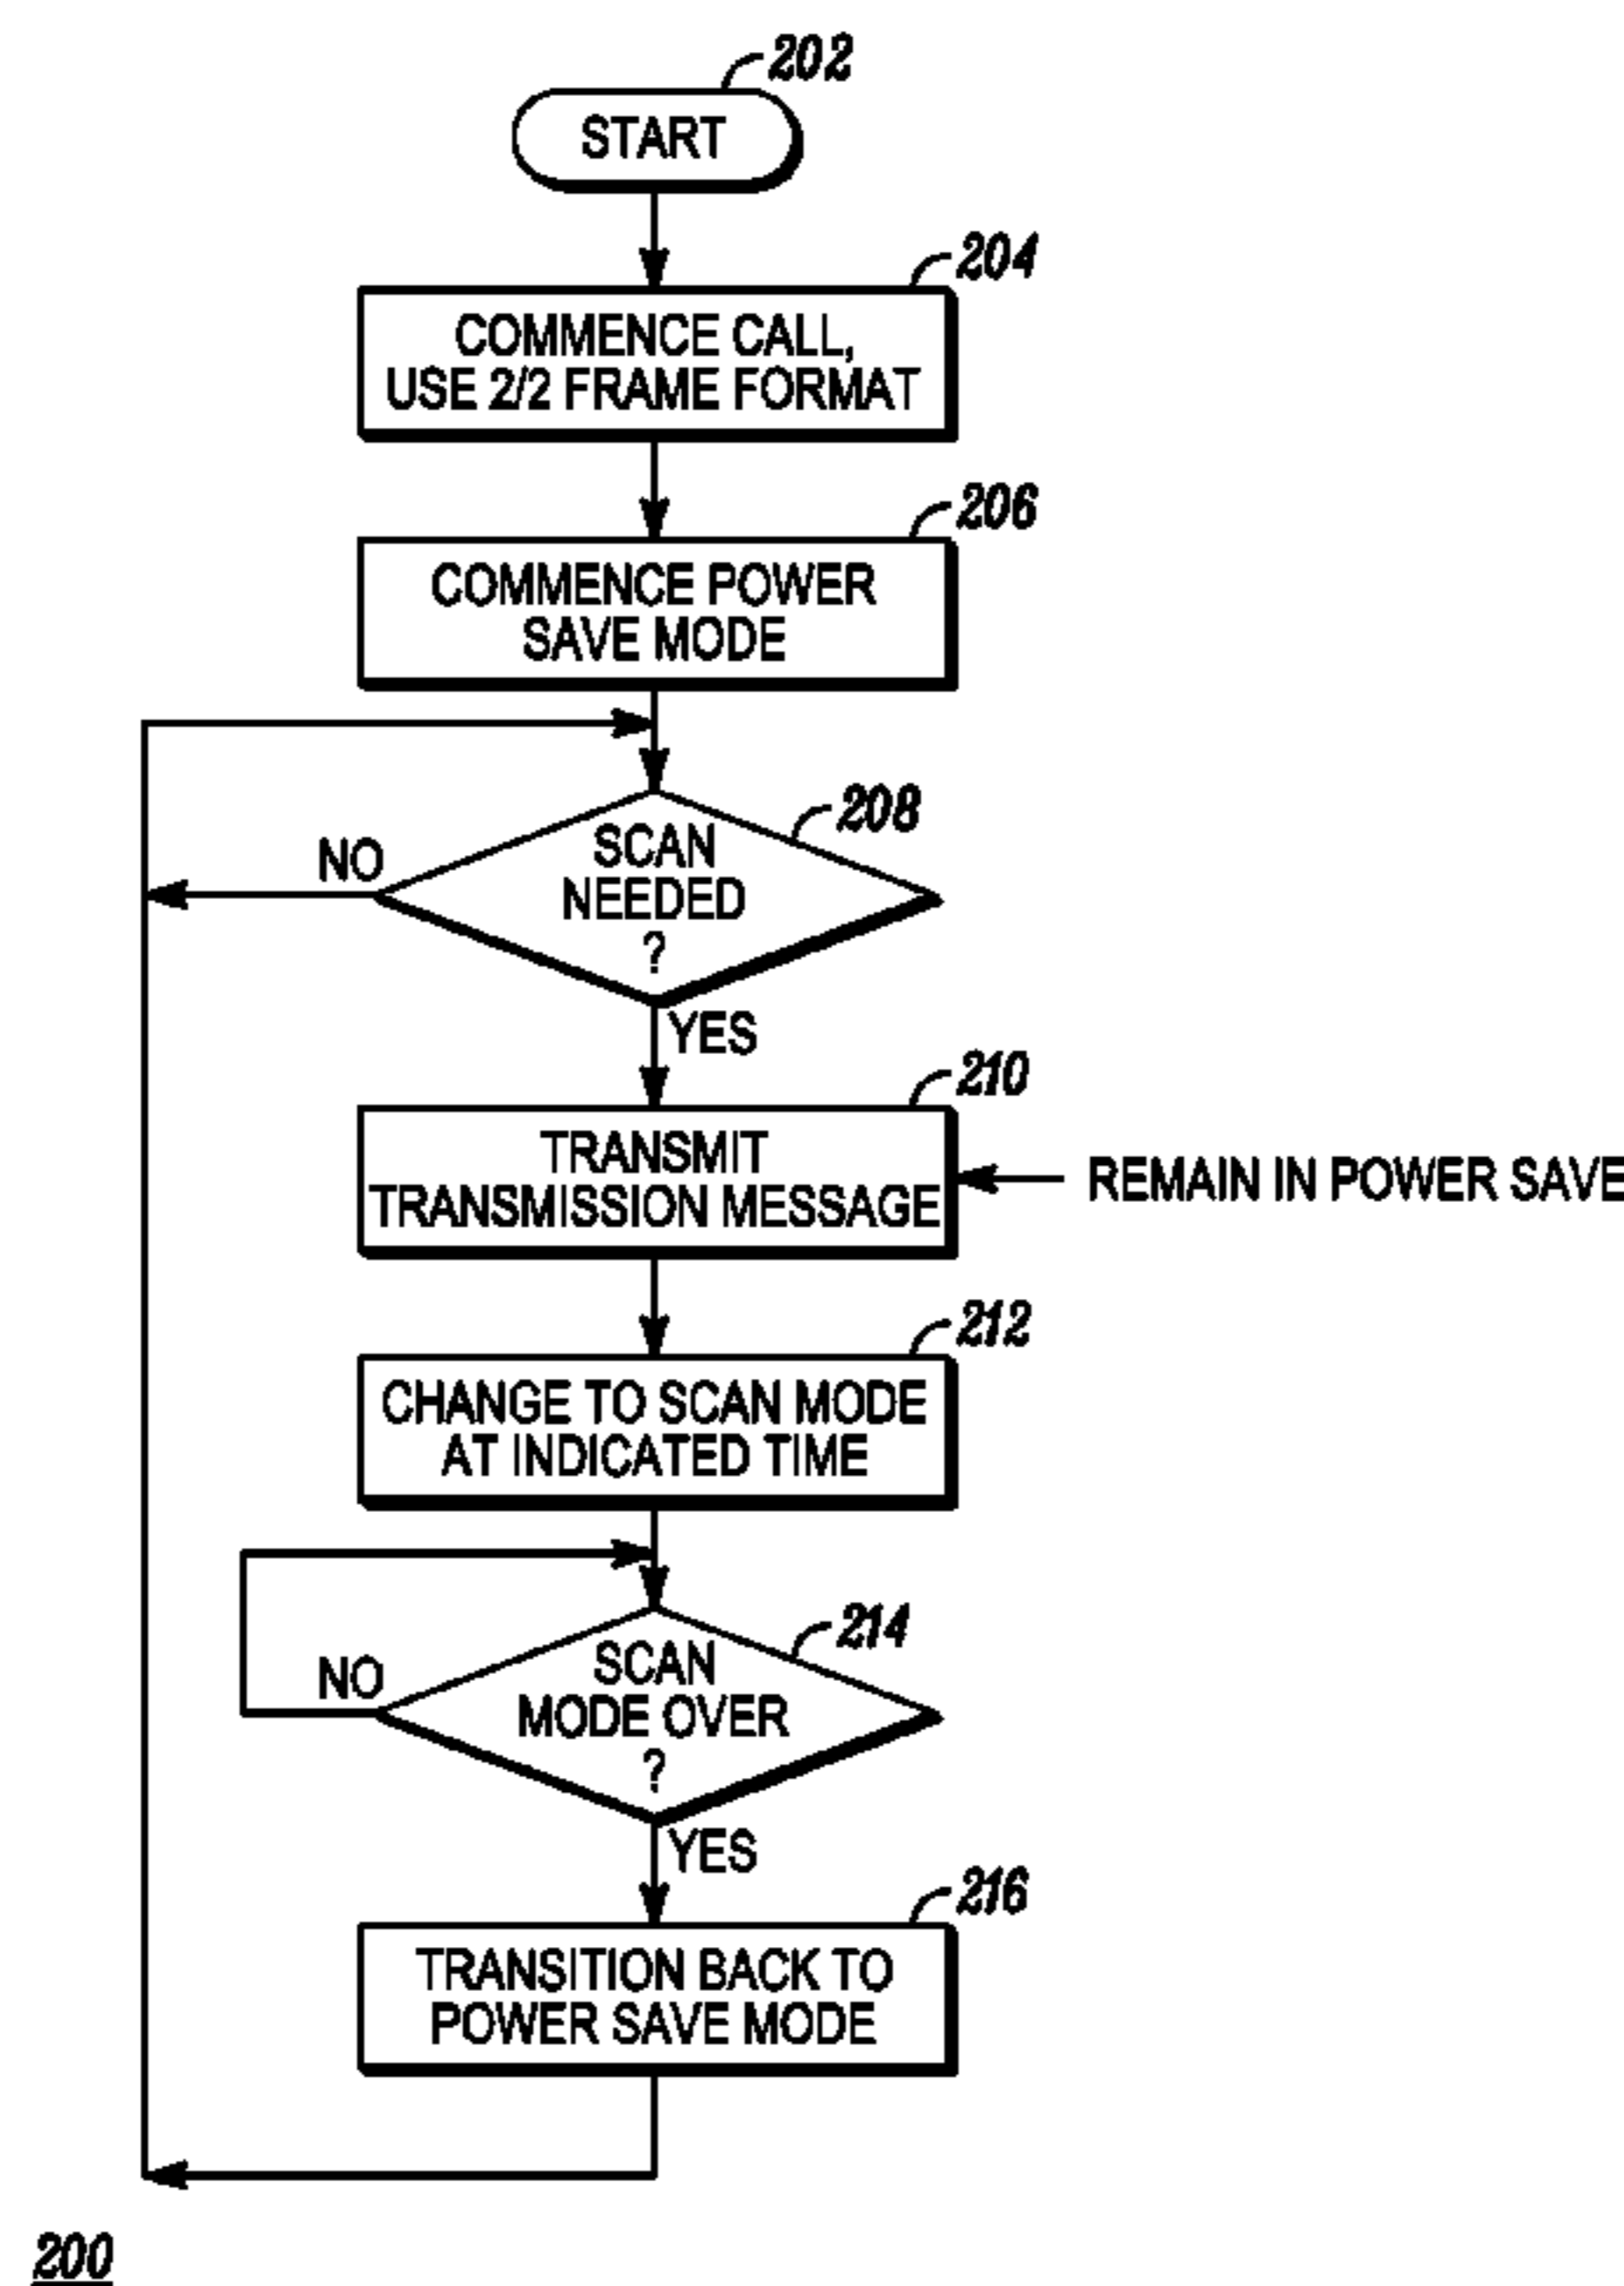 202
START
204
COMMENCE CALL,
USE 2/2 FRAME FORMAT
206
COMMENCE POWER
SAVE MODE
208
SCAN
NEEDED
?
NO
YES
210
TRANSMIT
TRANSMISSION MESSAGE
REMAIN IN POWER SAVE
212
CHANGE TO SCAN MODE
AT INDICATED TIME
214
SCAN
MODE OVER
?
NO
YES
216
TRANSITION BACK TO
POWER SAVE MODE
200